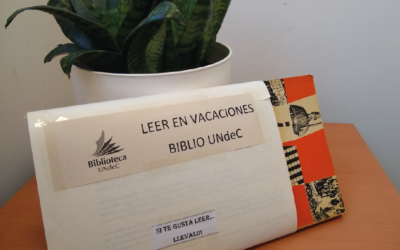 LEER EN VACACIONES
BIBLIO UNdeC
Biblioteca
UNdeC
SI TE GUSTA LEER...
LLEVALO!